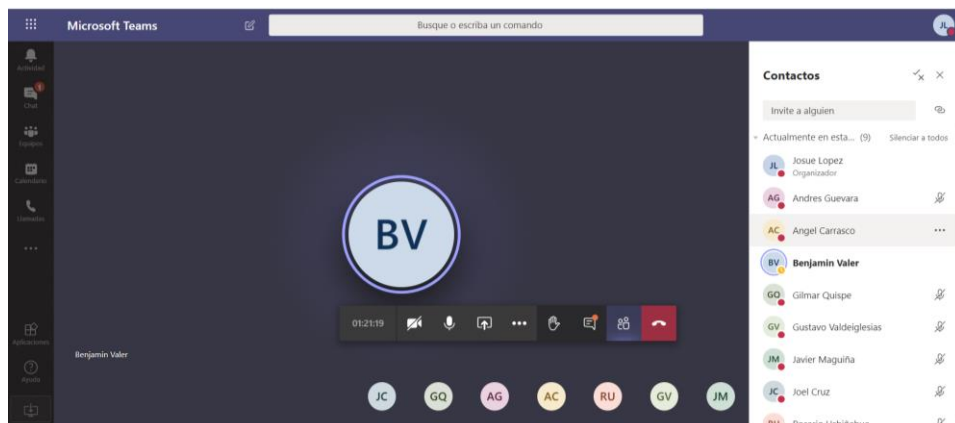 Microsoft Teams
Busque o escriba un comando
JL
Actividad
1
Chat
Equipos
Calendario
Llamadas
Aplicaciones
Ayuda
BV
01:21:19
Benjamin Valer
JC GQ AG AC RU GV JM
Contactos
Invite a alguien
Actualmente en esta... (9) Silenciar a todos
JL Josue Lopez
Organizador
AG Andres Guevara
AC Angel Carrasco
BV Benjamin Valer
GQ Gilmar Quispe
GV Gustavo Valdeiglesias
JM Javier Maguiña
JC Joel Cruz